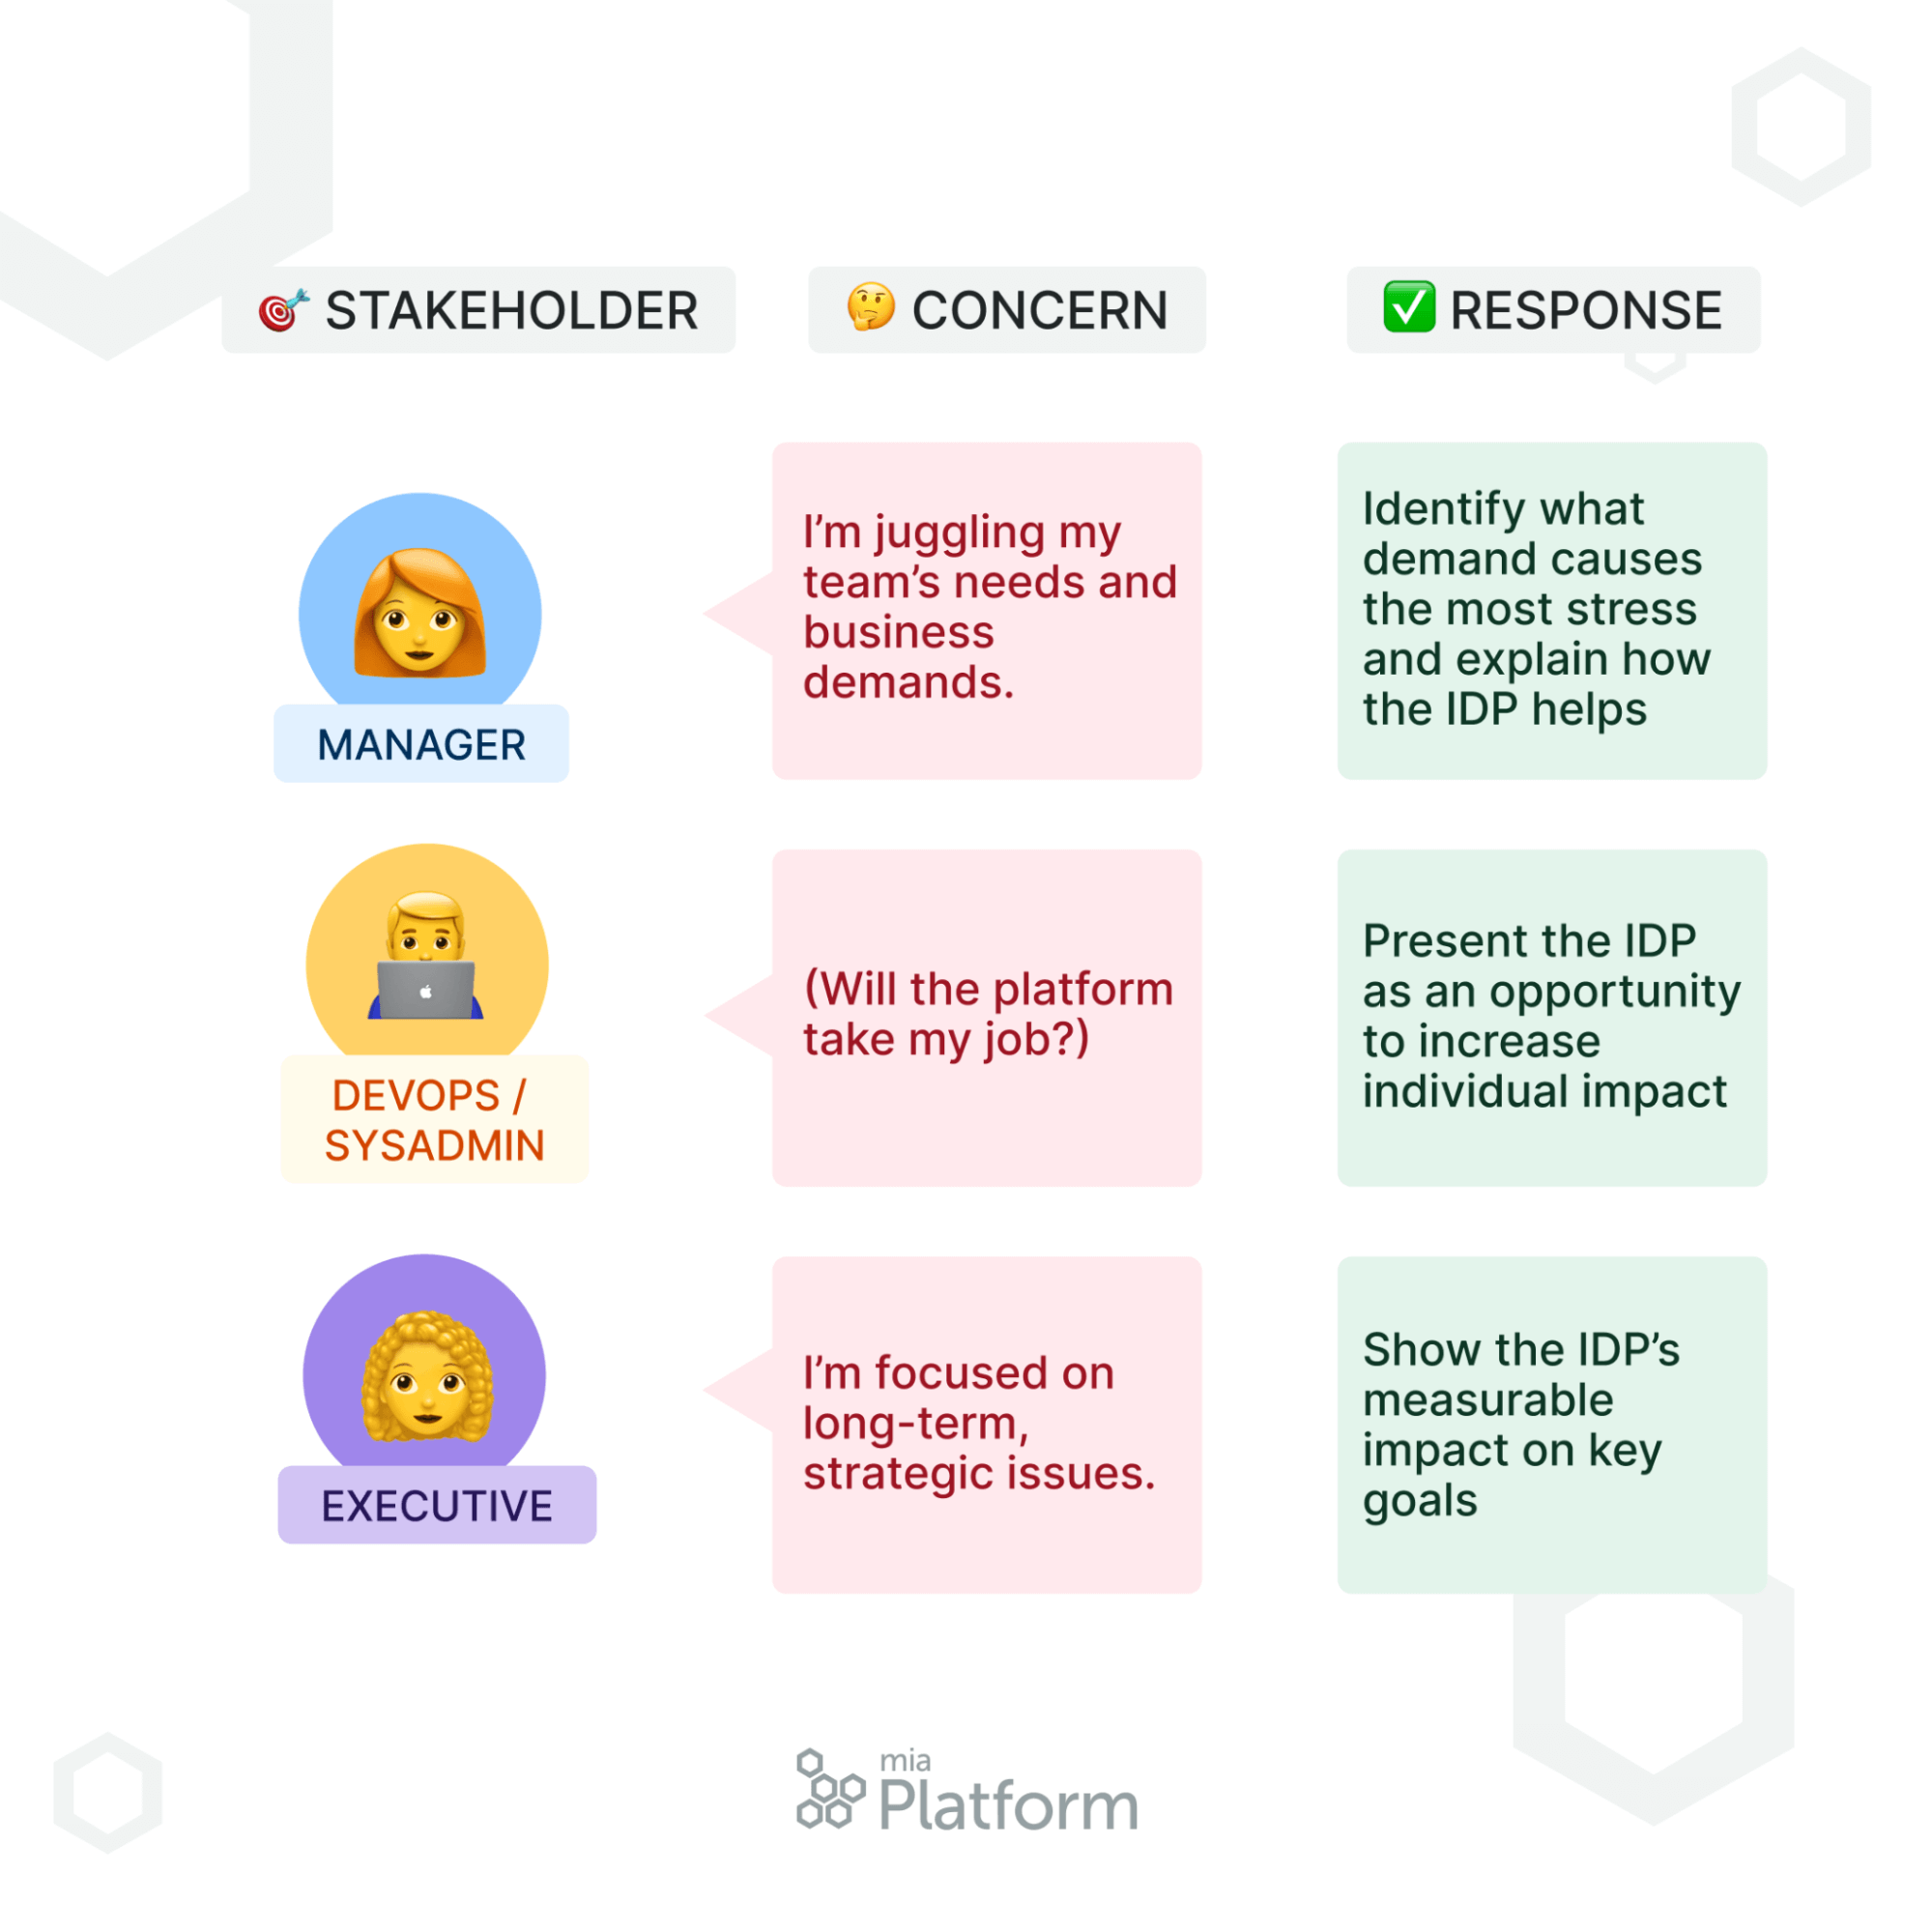 STAKEHOLDER
CONCERN
RESPONSE
MANAGER
I’m juggling my
team’s needs and
business
demands.
Identify what
demand causes
the most stress
and explain how
the IDP helps
DEVOPS /
SYSADMIN
(Will the platform
take my job?)
Present the IDP
as an opportunity
to increase
individual impact
EXECUTIVE
I’m focused on
long-term,
strategic issues.
Show the IDP’s
measurable
impact on key
goals
mia
Platform